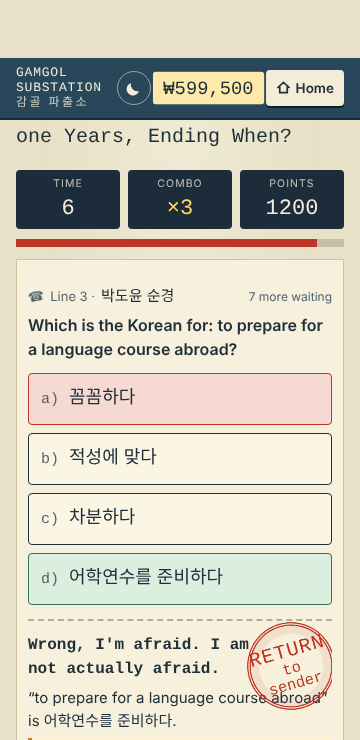 GAMGOL
SUBSTATION
감골 파출소
₩599,500
Home
one Years, Ending When?
TIME
6
COMBO
×3
POINTS
1200
Line 3 · 박도윤 순경
7 more waiting
Which is the Korean for: to prepare for
a language course abroad?
a) 꼼꼼하다
b) 적성에 맞다
c) 차분하다
d) 어학연수를 준비하다
Wrong, I'm afraid. I am
not actually afraid.
RETURN
to
sender
“to prepare for a language course abroad”
is 어학연수를 준비하다.